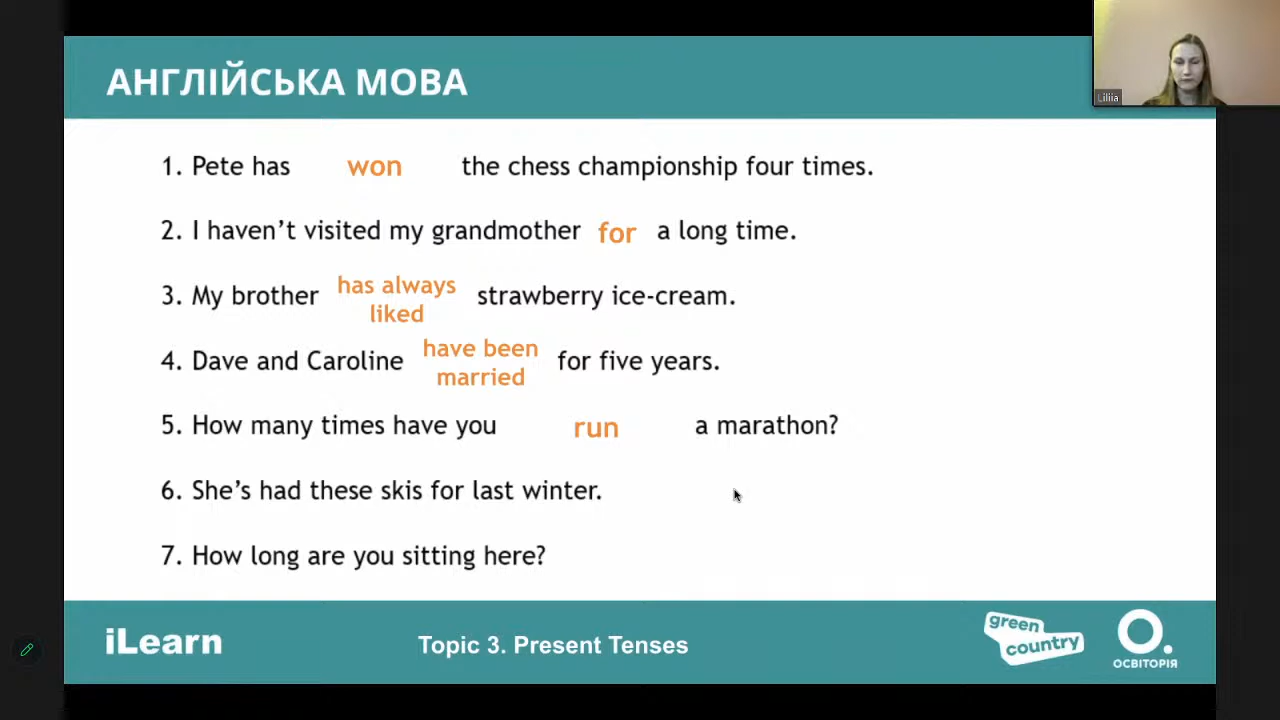 АНГЛІЙСЬКА МОВА
Liliia
1. Pete has won the chess championship four times.
2. I haven't visited my grandmother for a long time.
3. My brother has always liked strawberry ice-cream.
4. Dave and Caroline have been married for five years.
5. How many times have you run a marathon?
6. She's had these skis for last winter.
7. How long are you sitting here?
iLearn
Topic 3. Present Tenses
green country
ОСВІТОРІЯ